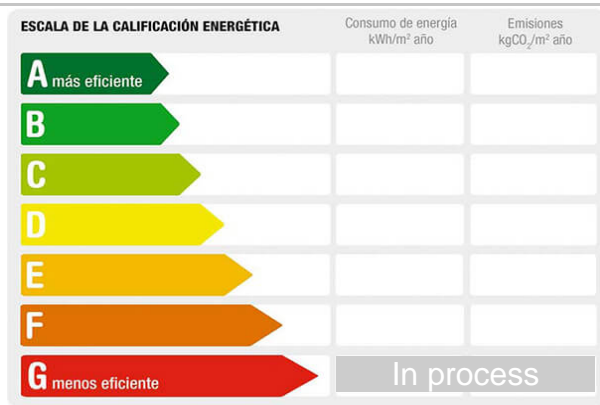 ESCALA DE LA CALIFICACIÓN ENERGÉTICA
Consumo de energía
kWh/m² año
Emisiones
kgCO₂/m² año
A más eficiente
B
C
D
E
F
G menos eficiente
In process